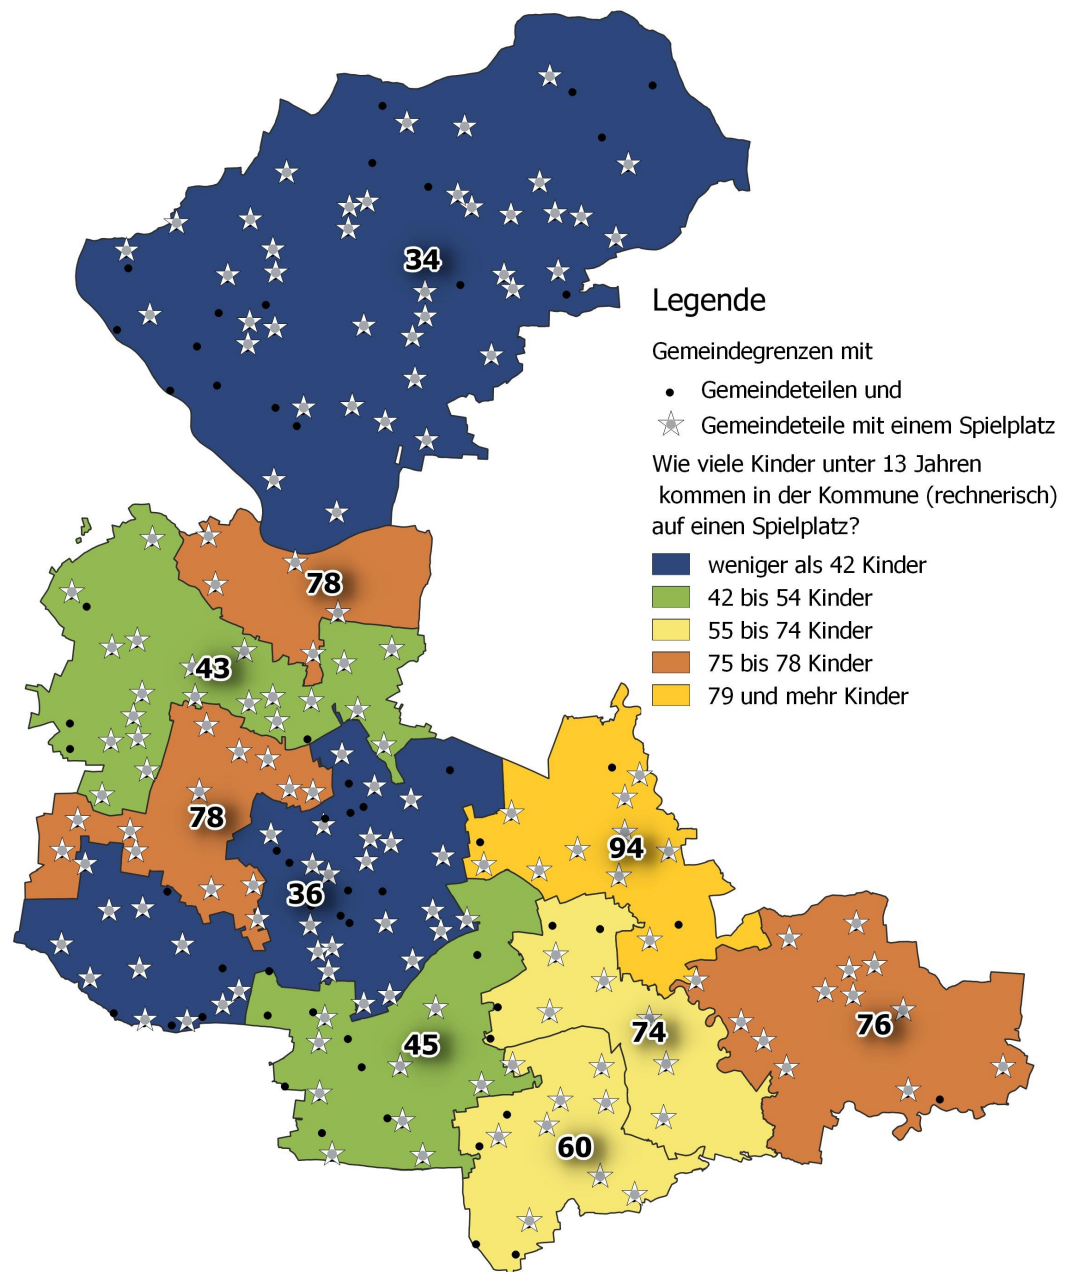 34
Legende
Gemeindegrenzen mit
Gemeindeteilen und
Gemeindeteile mit einem Spielplatz
Wie viele Kinder unter 13 Jahren
kommen in der Kommune (rechnerisch)
auf einen Spielplatz?
weniger als 42 Kinder
42 bis 54 Kinder
55 bis 74 Kinder
75 bis 78 Kinder
79 und mehr Kinder
78
43
78
94
36
76
74
45
60